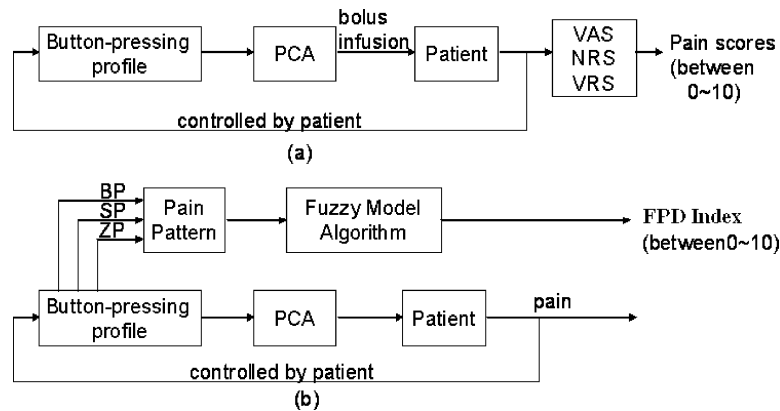 Button-pressing
profile
PCA
bolus
infusion
Patient
VAS
NRS
VRS
Pain scores
(between
0~10)
controlled by patient
(a)
BP
SP
ZP
Pain
Pattern
Fuzzy Model
Algorithm
FPD Index
(between0~10)
Button-pressing
profile
PCA
Patient
pain
controlled by patient
(b)